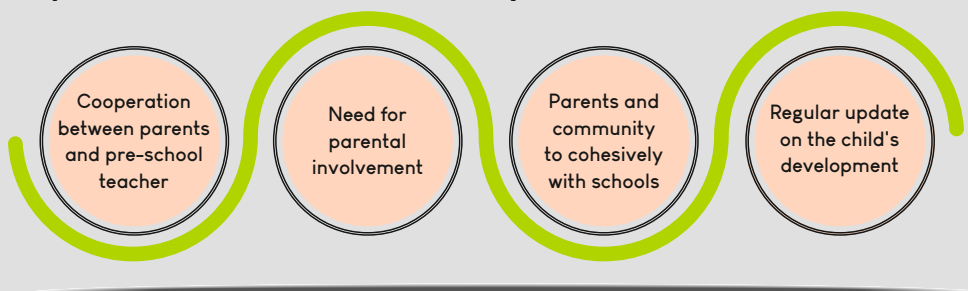 Cooperation
between parents
and pre-school
teacher
Need for
parental
involvement
Parents and
community
to cohesively
with schools
Regular update
on the child's
development